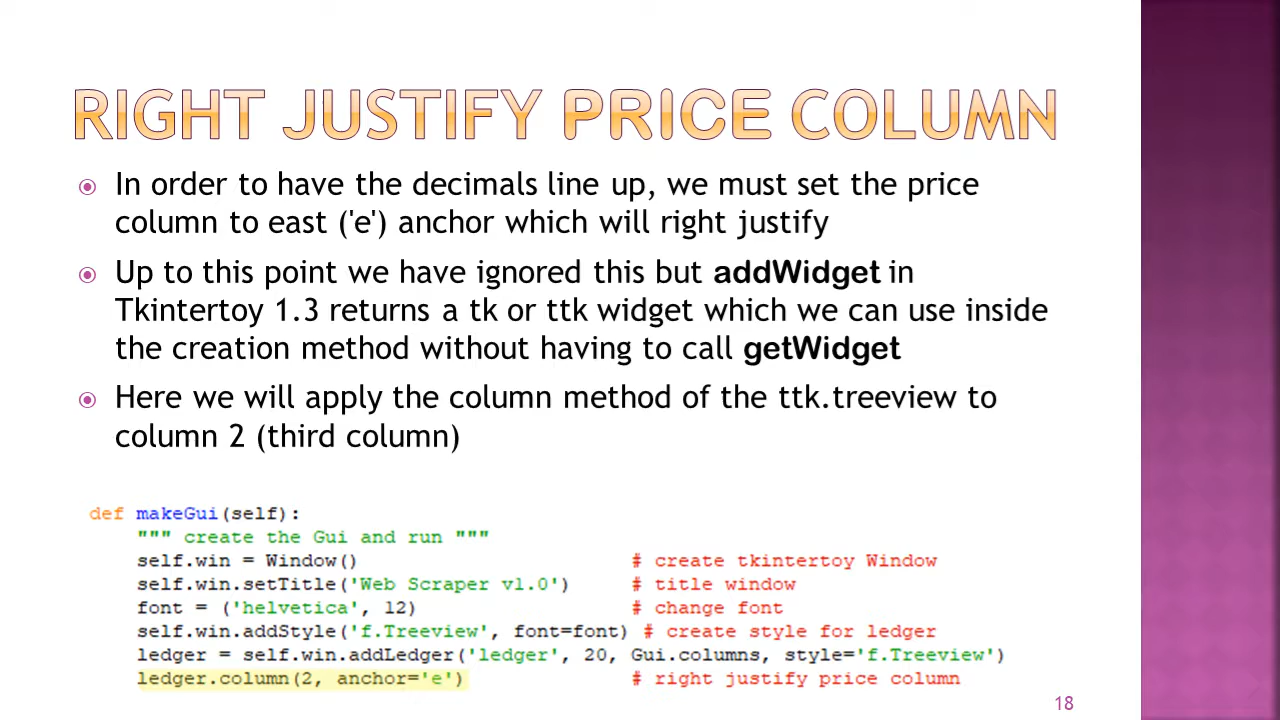 RIGHT JUSTIFY PRICE COLUMN
In order to have the decimals line up, we must set the price
column to east ('e') anchor which will right justify
Up to this point we have ignored this but addWidget in
Tkintertoy 1.3 returns a tk or ttk widget which we can use inside
the creation method without having to call getWidget
Here we will apply the column method of the ttk.treeview to
column 2 (third column)
def makeGui(self):
""" create the Gui and run """
self.win = Window() # create tkintertoy Window
self.win.setTitle('Web Scraper v1.0') # title window
font = ('helvetica', 12) # change font
self.win.addStyle('f.Treeview', font=font) # create style for ledger
ledger = self.win.addLedger('ledger', 20, Gui.columns, style='f.Treeview')
ledger.column(2, anchor='e') # right justify price column
18